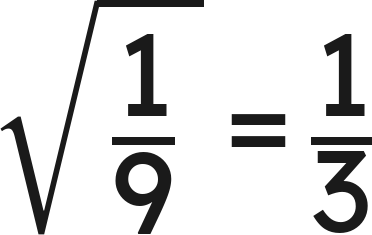 √1/9 = 1/3